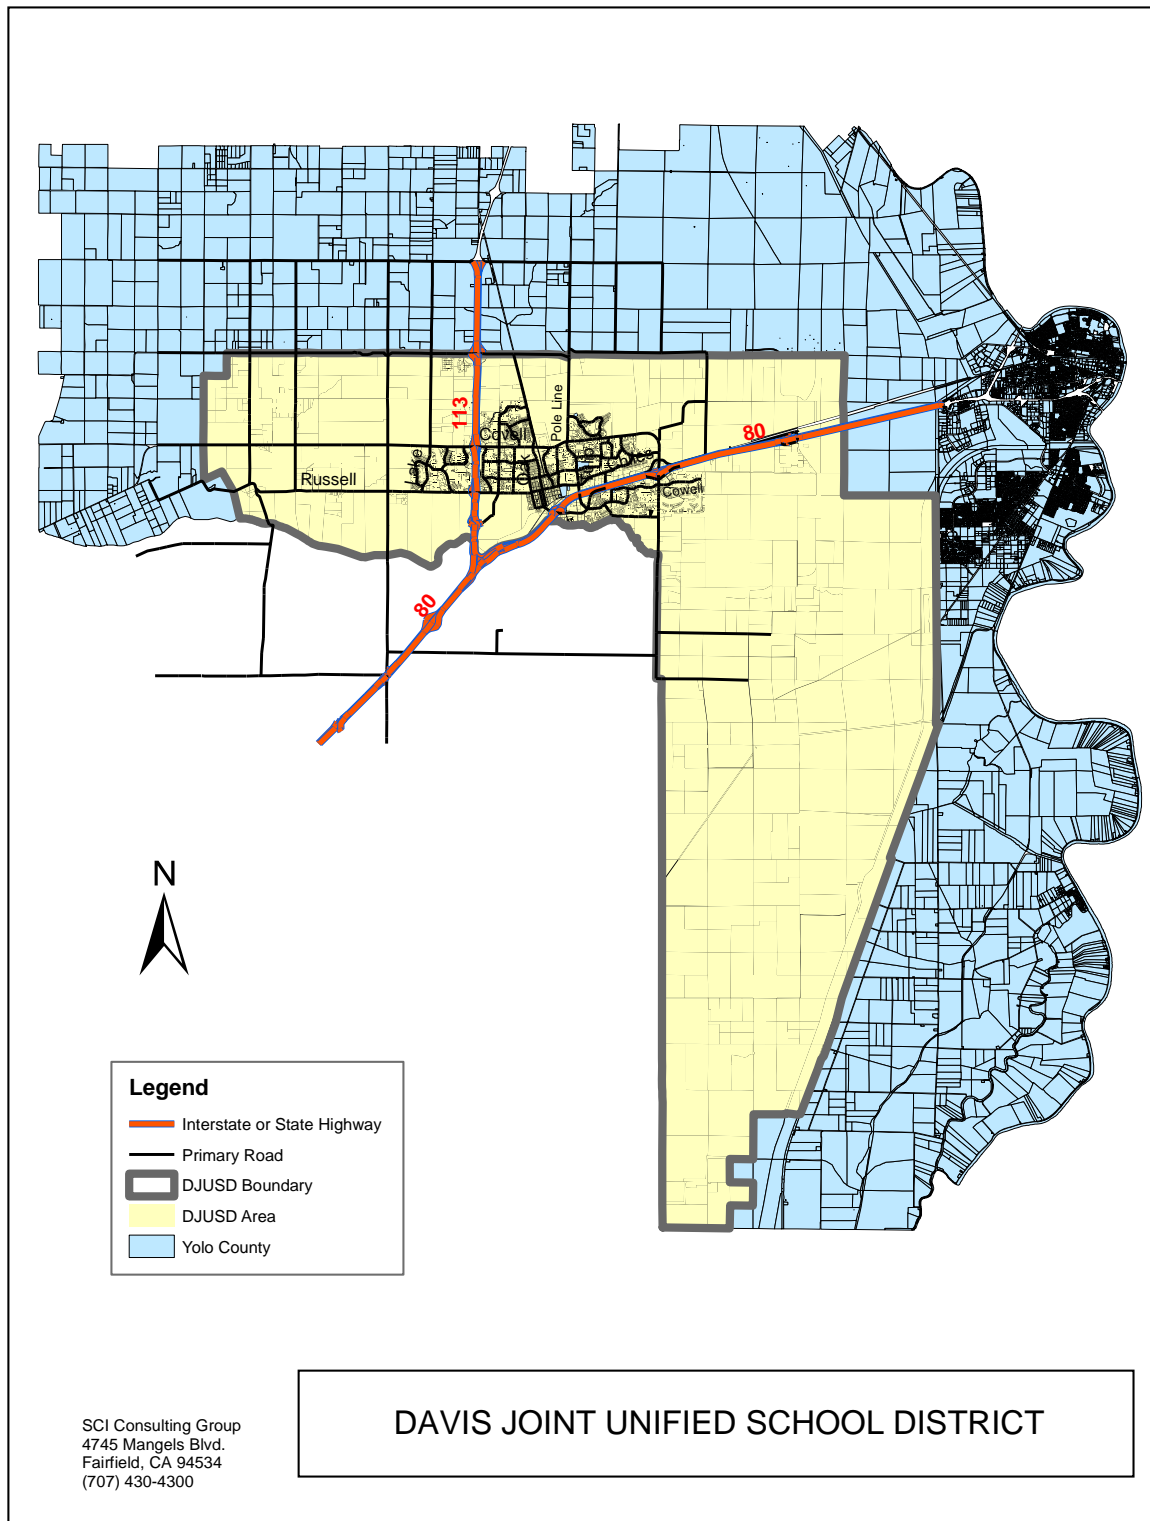 113
Covell
Pole Line
80
Lake
Russell
Cowell
80
N
Legend
Interstate or State Highway
Primary Road
DJUSD Boundary
DJUSD Area
Yolo County
SCI Consulting Group
4745 Mangels Blvd.
Fairfield, CA 94534
(707) 430-4300
DAVIS JOINT UNIFIED SCHOOL DISTRICT